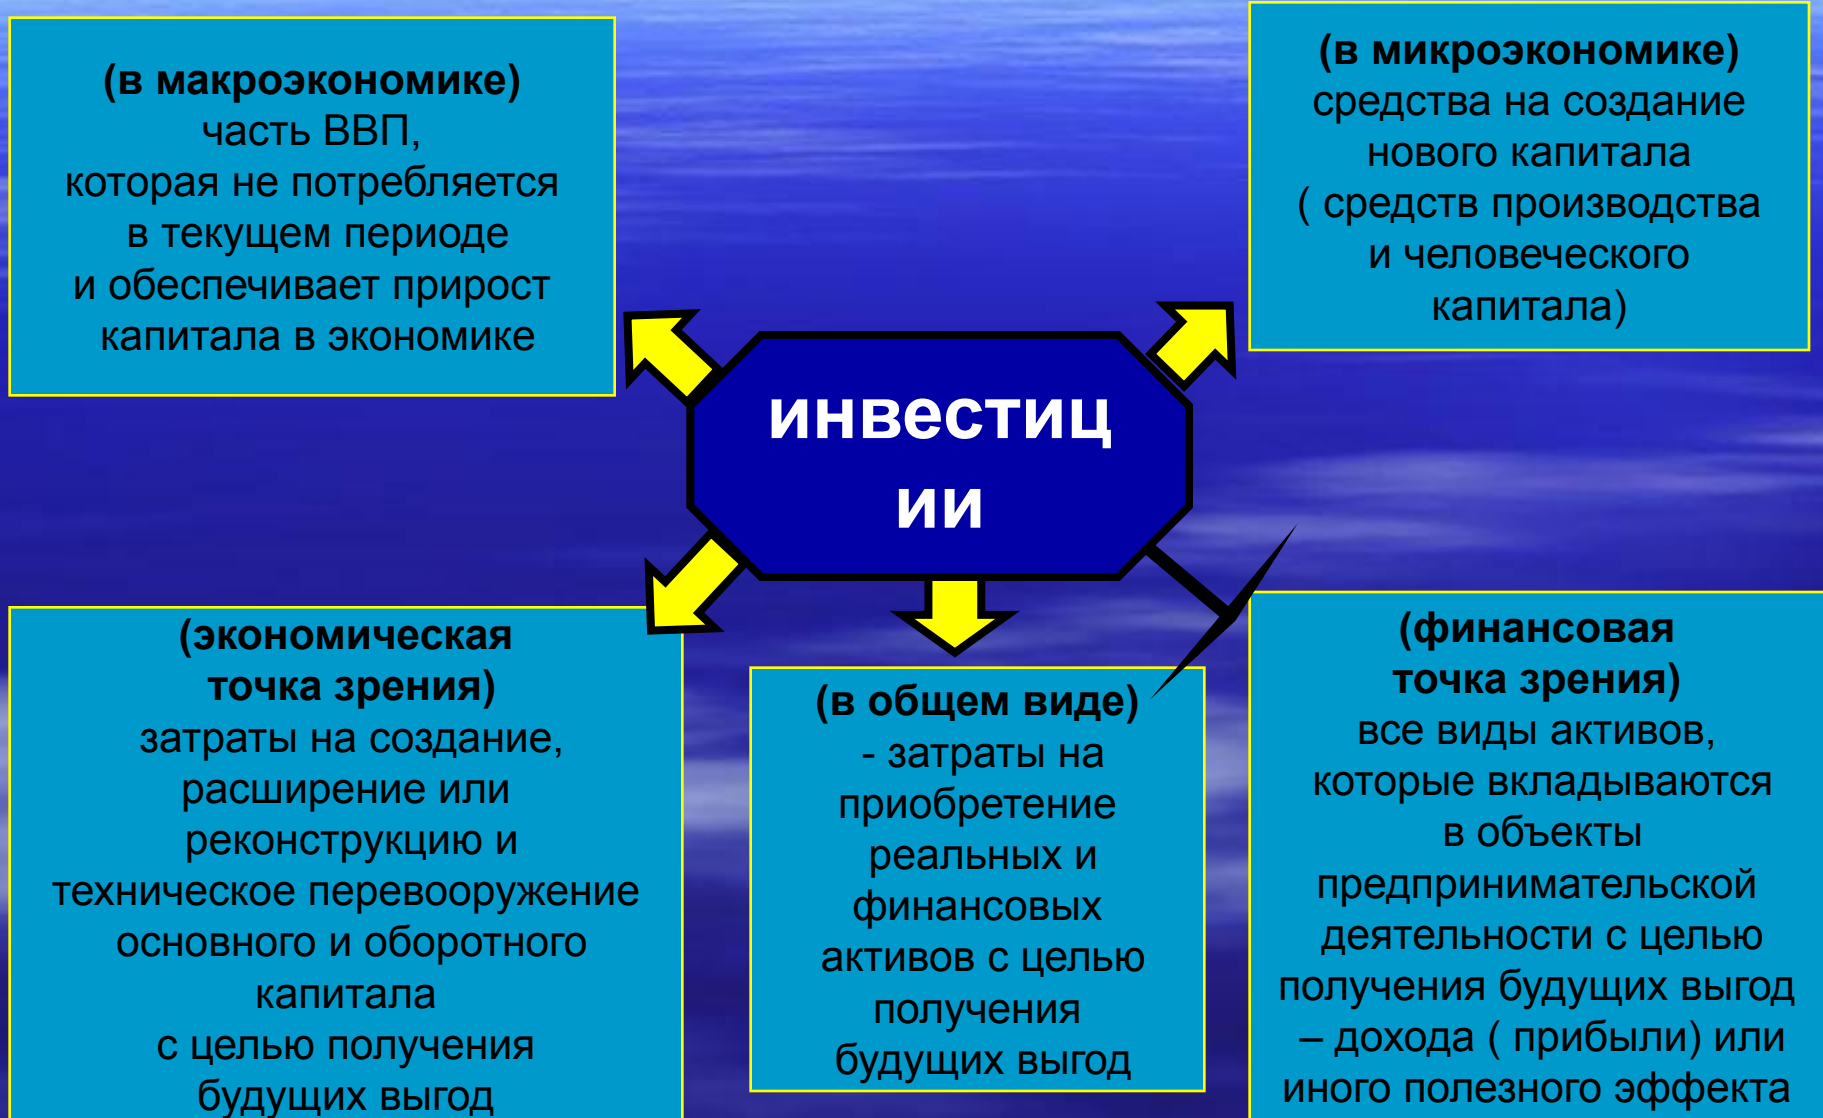 (в макроэкономике)
часть ВВП,
которая не потребляется
в текущем периоде
и обеспечивает прирост
капитала в экономике
(в микроэкономике)
средства на создание
нового капитала
( средств производства
и человеческого
капитала)
инвестиц
ии
(экономическая
точка зрения)
затраты на создание,
расширение или
реконструкцию и
техническое перевооружение
основного и оборотного
капитала
с целью получения
будущих выгод
(в общем виде)
- затраты на
приобретение
реальных и
финансовых
активов с целью
получения
будущих выгод
(финансовая
точка зрения)
все виды активов,
которые вкладываются
в объекты
предпринимательской
деятельности с целью
получения будущих выгод
– дохода ( прибыли) или
иного полезного эффекта